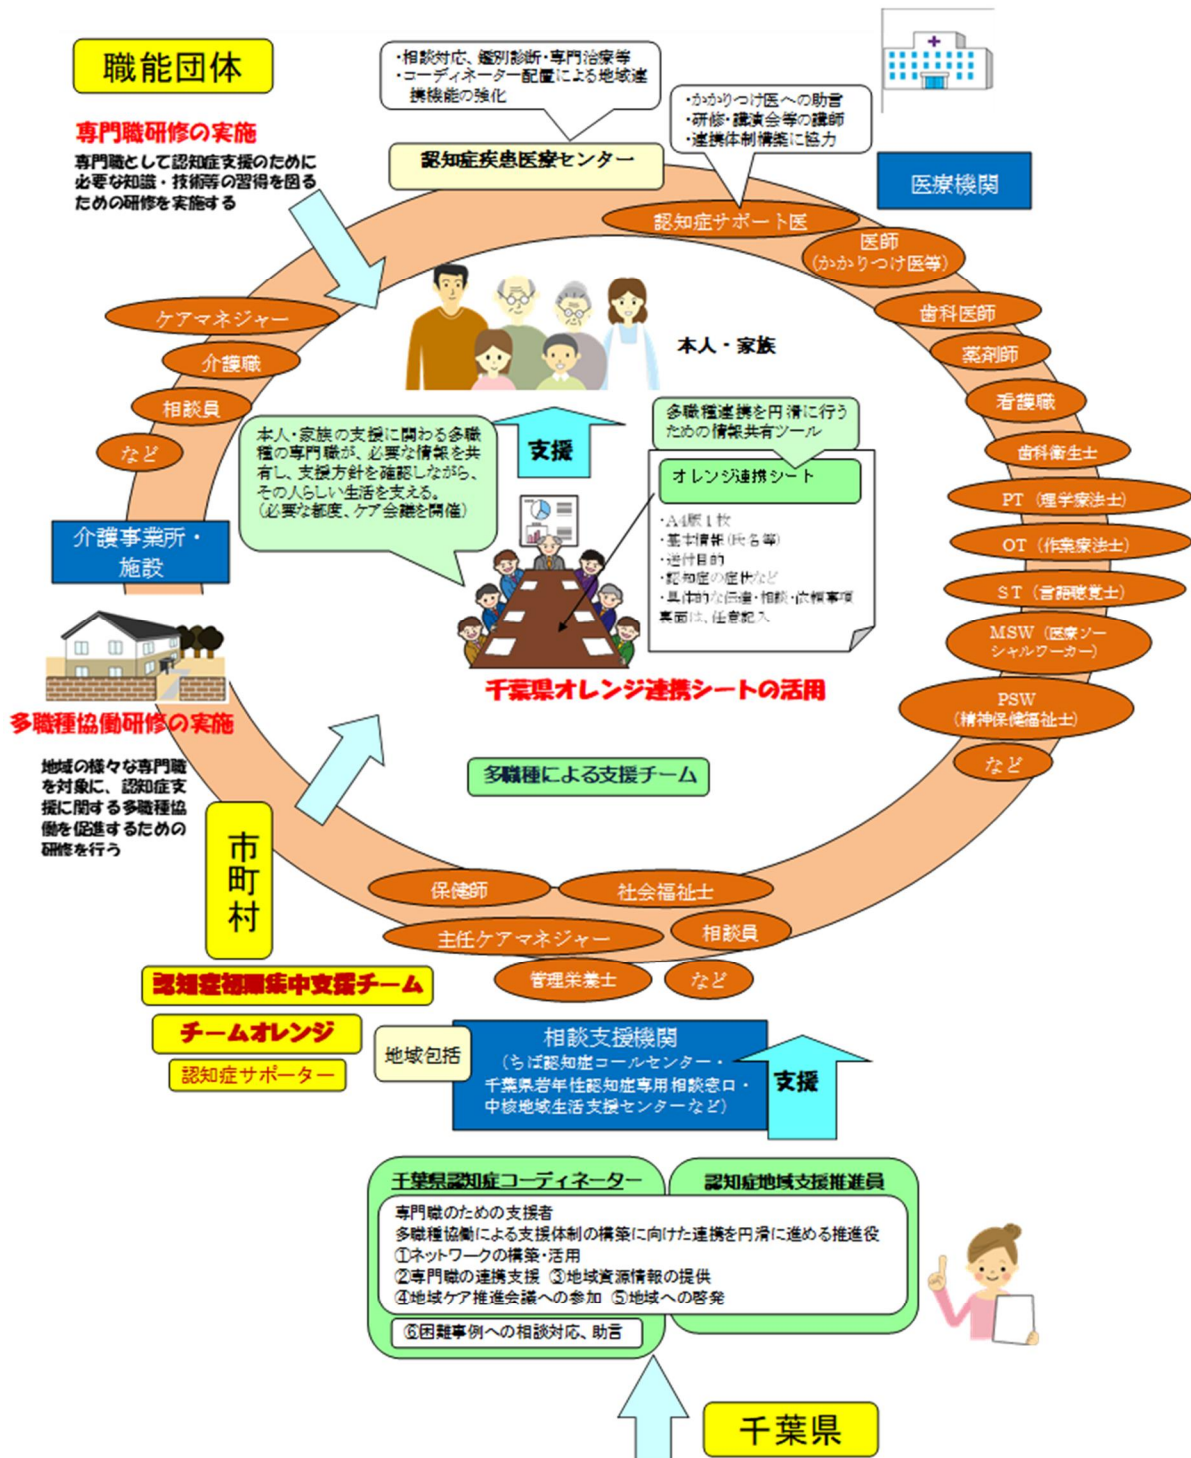 職能団体
専門職研修の実施
専門職として認知症支援のために
必要な知識・技術等の習得を図る
ための研修を実施する
・相談対応、鑑別診断・専門治療等
・コーディネーター配置による地域連
携機能の強化
認知症疾患医療センター
・かかりつけ医への助言
・研修・講演会等の講師
・連携体制構築に協力
医療機関
認知症サポート医
医師
(かかりつけ医等)
歯科医師
薬剤師
看護職
歯科衛生士
PT（理学療法士）
OT（作業療法士）
ST（言語聴覚士）
MSW（医療ソー
シャルワーカー）
PSW
（精神保健福祉士）
など
ケアマネジャー
介護職
相談員
など
介護事業所・
施設
本人・家族
支援
本人・家族の支援に関わる多職
種の専門職が、必要な情報を共
有し、支援方針を確認しながら、
その人らしい生活を支える。
（必要な都度、ケア会議を開催）
多職種連携を円滑に行う
ための情報共有ツール
オレンジ連携シート
・A4版１枚
・基本情報(氏名等)
・送付目的
・認知症の症状など
・具体的な伝達・相談・依頼事項
裏面は、任意記入
千葉県オレンジ連携シートの活用
多職種による支援チーム
多職種協働研修の実施
地域の様々な専門職
を対象に、認知症支
援に関する多職種協
働を促進するための
研修を行う
市町村
認知症初期集中支援チーム
チームオレンジ
認知症サポーター
保健師
社会福祉士
主任ケアマネジャー
相談員
管理栄養士
など
地域包括
相談支援機関
（ちば認知症コールセンター・
千葉県若年性認知症専用相談窓口・
中核地域生活支援センターなど）
支援
千葉県認知症コーディネーター
認知症地域支援推進員
専門職のための支援者
多職種協働による支援体制の構築に向けた連携を円滑に進める推進役
①ネットワークの構築・活用
②専門職の連携支援 ③地域資源情報の提供
④地域ケア推進会議への参加 ⑤地域への啓発
⑥困難事例への相談対応、助言
千葉県